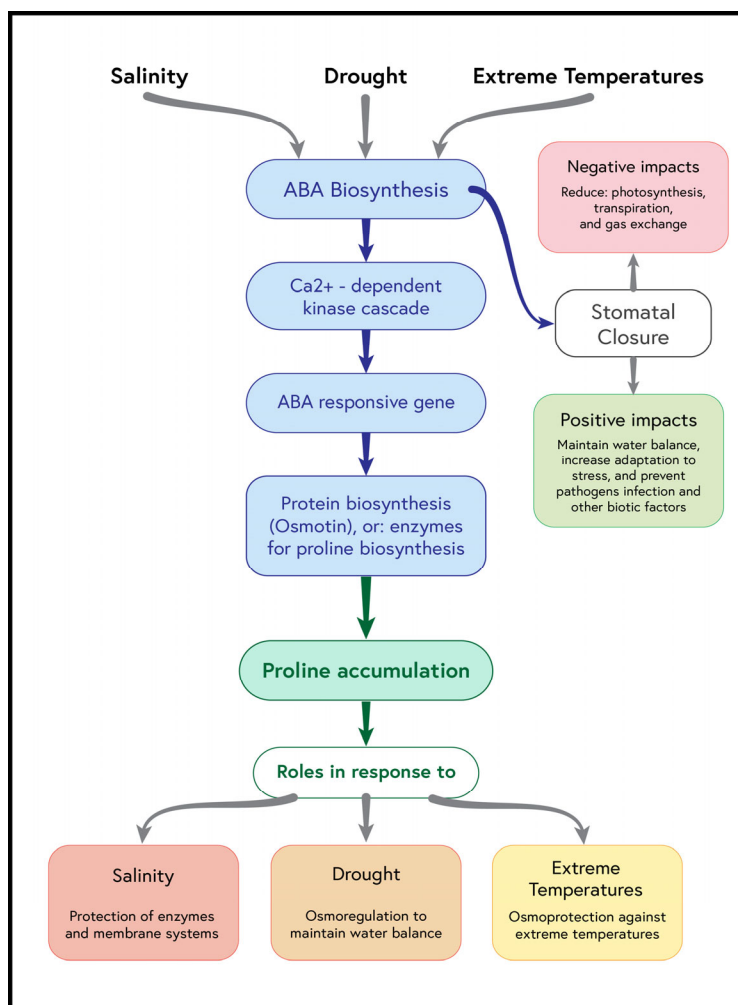 Salinity
Drought
Extreme Temperatures
ABA Biosynthesis
Negative impacts
Reduce: photosynthesis,
transpiration,
and gas exchange
Ca2+ - dependent
kinase cascade
Stomatal
Closure
ABA responsive gene
Positive impacts
Maintain water balance,
increase adaptation to
stress, and prevent
pathogens infection and
other biotic factors
Protein biosynthesis
(Osmotin), or: enzymes
for proline biosynthesis
Proline accumulation
Roles in response to
Salinity
Protection of enzymes
and membrane systems
Drought
Osmoregulation to
maintain water balance
Extreme
Temperatures
Osmoprotection against
extreme temperatures